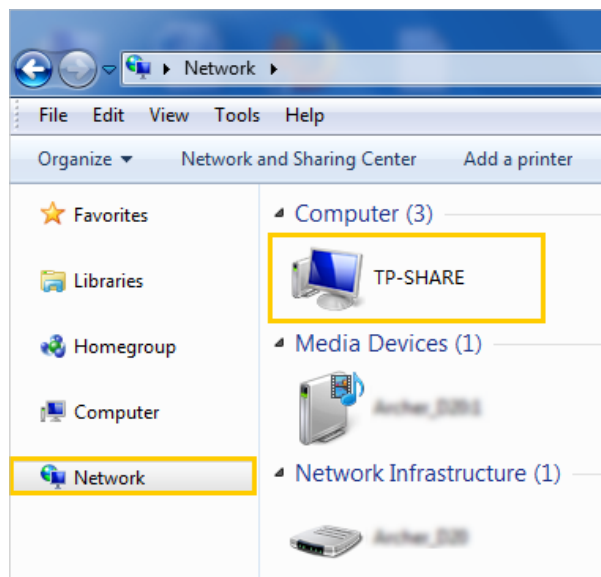 Network
File Edit View Tools Help
Organize Network and Sharing Center Add a printer
Favorites
Libraries
Homegroup
Computer
Network
Computer (3)
TP-SHARE
Media Devices (1)
Network Infrastructure (1)